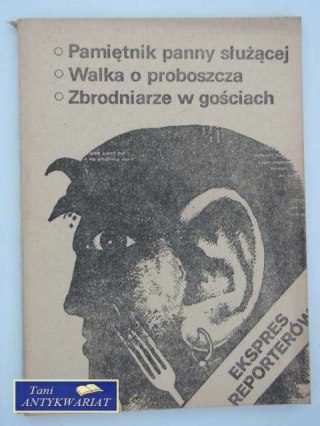 Pamiętnik panny służącej
Walka o proboszcza
Zbrodniarze w gościach
EKSPRES
REPORTERÓW
Tani
ANTYKWARIAT